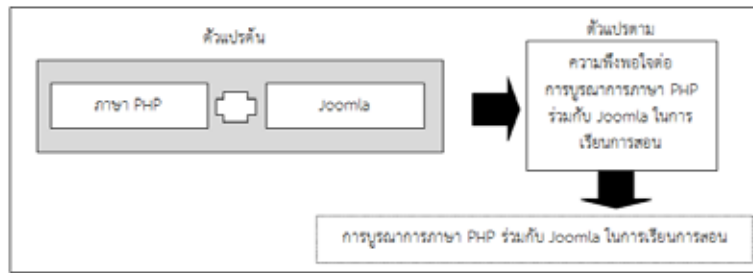 ตัวแปรต้น
ตัวแปรตาม
ภาษา PHP
Joomla
ความพึงพอใจต่อ
การบูรณาการภาษา PHP
ร่วมกับ Joomla ในการ
เรียนการสอน
การบูรณาการภาษา PHP ร่วมกับ Joomla ในการเรียนการสอน